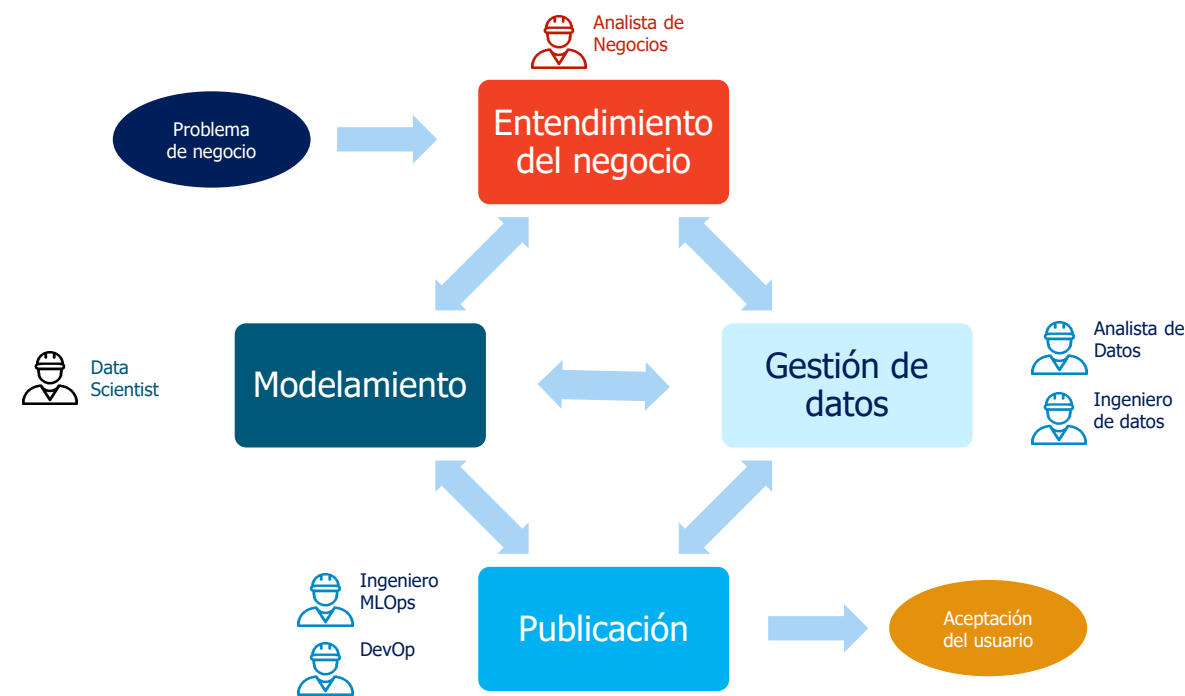 Analista de
Negocios
Problema
de negocio
Entendimiento
del negocio
Data
Scientist
Modelamiento
Gestión de
datos
Analista de
Datos
Ingeniero
de datos
Ingeniero
MLOps
DevOp
Publicación
Aceptación
del usuario